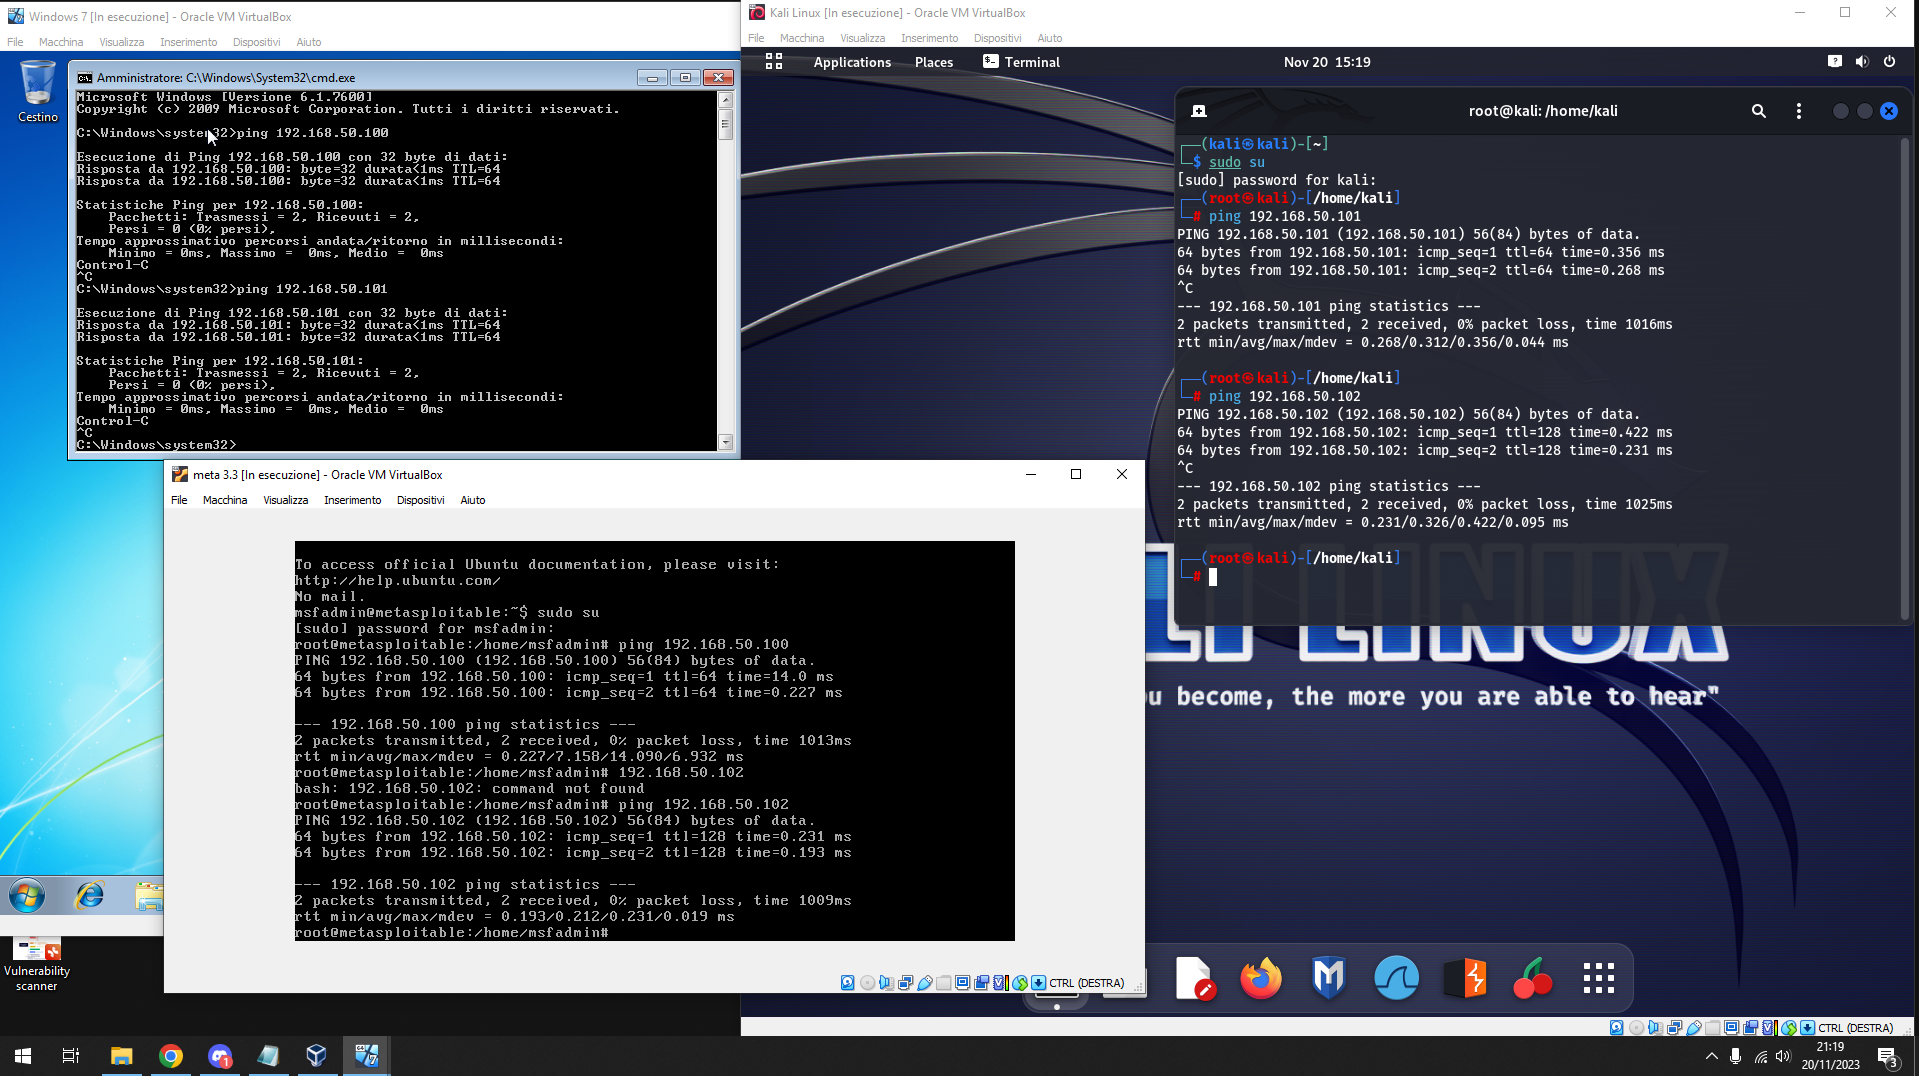 Windows 7 [In esecuzione] - Oracle VM VirtualBox
File Macchina Visualizza Inserimento Dispositivi Aiuto
Cestino
Amministratore: C:\Windows\System32\cmd.exe
Microsoft Windows [Versione 6.1.7600]
Copyright (c) 2009 Microsoft Corporation. Tutti i diritti riservati.
C:\Windows\system32>ping 192.168.50.100
Esecuzione di Ping 192.168.50.100 con 32 byte di dati:
Risposta da 192.168.50.100: byte=32 durata<1ms TTL=64
Risposta da 192.168.50.100: byte=32 durata<1ms TTL=64
Statistiche Ping per 192.168.50.100:
Pacchetti: Trasmessi = 2, Ricevuti = 2,
Persi = 0 (0% persi),
Tempo approssimativo percorsi andata/ritorno in millisecondi:
Minimo = 0ms, Massimo = 0ms, Medio = 0ms
Control-C
^C
C:\Windows\system32>ping 192.168.50.101
Esecuzione di Ping 192.168.50.101 con 32 byte di dati:
Risposta da 192.168.50.101: byte=32 durata<1ms TTL=64
Risposta da 192.168.50.101: byte=32 durata<1ms TTL=64
Statistiche Ping per 192.168.50.101:
Pacchetti: Trasmessi = 2, Ricevuti = 2,
Persi = 0 (0% persi),
Tempo approssimativo percorsi andata/ritorno in millisecondi:
Minimo = 0ms, Massimo = 0ms, Medio = 0ms
Control-C
^C
C:\Windows\system32>
Kali Linux [In esecuzione] - Oracle VM VirtualBox
File Macchina Visualizza Inserimento Dispositivi Aiuto
Applications Places Terminal Nov 20 15:19
root@kali: /home/kali
(kali㉿kali)-[~]
$ sudo su
[sudo] password for kali:
(root㉿kali)-[/home/kali]
# ping 192.168.50.101
PING 192.168.50.101 (192.168.50.101) 56(84) bytes of data.
64 bytes from 192.168.50.101: icmp_seq=1 ttl=64 time=0.356 ms
64 bytes from 192.168.50.101: icmp_seq=2 ttl=64 time=0.268 ms
^C
--- 192.168.50.101 ping statistics ---
2 packets transmitted, 2 received, 0% packet loss, time 1016ms
rtt min/avg/max/mdev = 0.268/0.312/0.356/0.044 ms
(root㉿kali)-[/home/kali]
# ping 192.168.50.102
PING 192.168.50.102 (192.168.50.102) 56(84) bytes of data.
64 bytes from 192.168.50.102: icmp_seq=1 ttl=128 time=0.422 ms
64 bytes from 192.168.50.102: icmp_seq=2 ttl=128 time=0.231 ms
^C
--- 192.168.50.102 ping statistics ---
2 packets transmitted, 2 received, 0% packet loss, time 1025ms
rtt min/avg/max/mdev = 0.231/0.326/0.422/0.095 ms
(root㉿kali)-[/home/kali]
#
LI LINUX
u become, the more you are able to hear"
meta 3.3 [In esecuzione] - Oracle VM VirtualBox
File Macchina Visualizza Inserimento Dispositivi Aiuto
To access official Ubuntu documentation, please visit:
http://help.ubuntu.com/
No mail.
msfadmin@metasploitable:~$ sudo su
[sudo] password for msfadmin:
root@metasploitable:/home/msfadmin# ping 192.168.50.100
PING 192.168.50.100 (192.168.50.100) 56(84) bytes of data.
64 bytes from 192.168.50.100: icmp_seq=1 ttl=64 time=14.0 ms
64 bytes from 192.168.50.100: icmp_seq=2 ttl=64 time=0.227 ms
--- 192.168.50.100 ping statistics ---
2 packets transmitted, 2 received, 0% packet loss, time 1013ms
rtt min/avg/max/mdev = 0.227/7.158/14.090/6.932 ms
root@metasploitable:/home/msfadmin# 192.168.50.102
bash: 192.168.50.102: command not found
root@metasploitable:/home/msfadmin# ping 192.168.50.102
PING 192.168.50.102 (192.168.50.102) 56(84) bytes of data.
64 bytes from 192.168.50.102: icmp_seq=1 ttl=128 time=0.231 ms
64 bytes from 192.168.50.102: icmp_seq=2 ttl=128 time=0.193 ms
--- 192.168.50.102 ping statistics ---
2 packets transmitted, 2 received, 0% packet loss, time 1009ms
rtt min/avg/max/mdev = 0.193/0.212/0.231/0.019 ms
root@metasploitable:/home/msfadmin#
CTRL (DESTRA)
Vulnerability
scanner
CTRL (DESTRA)
21:19
20/11/2023
3
1